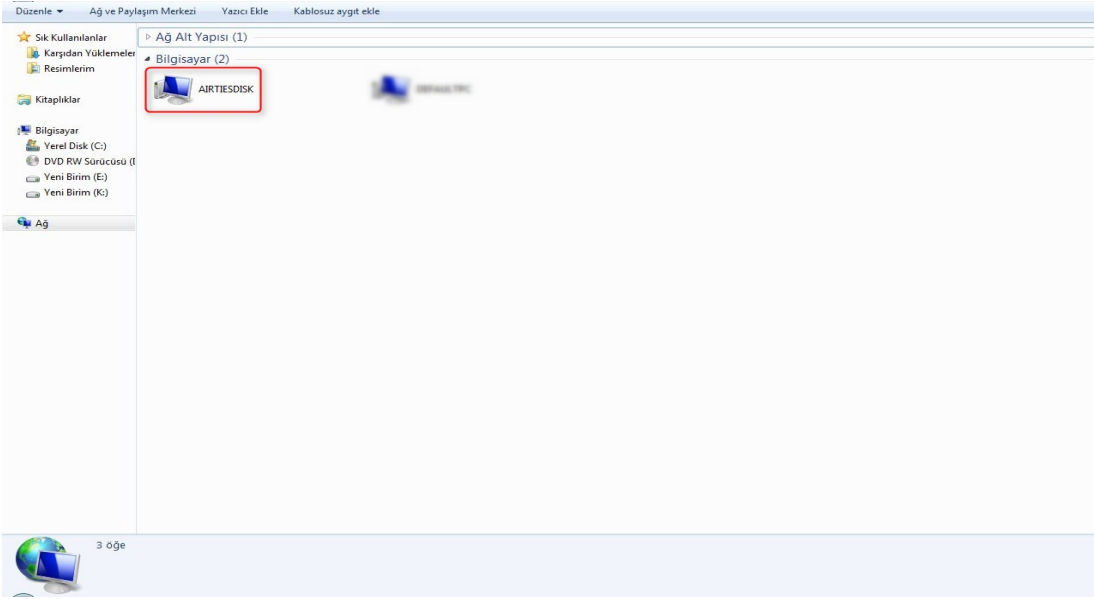 Düzenle Ağ ve Paylaşım Merkezi Yazıcı Ekle Kablosuz aygıt ekle
Sık Kullanılanlar
Karşıdan Yüklemeler
Resimlerim
Kitaplıklar
Bilgisayar
Yerel Disk (C:)
DVD RW Sürücüsü (
Yeni Birim (E:)
Yeni Birim (K:)
Ağ
Ağ Alt Yapısı (1)
Bilgisayar (2)
AIRTIESDISK
3 öğe